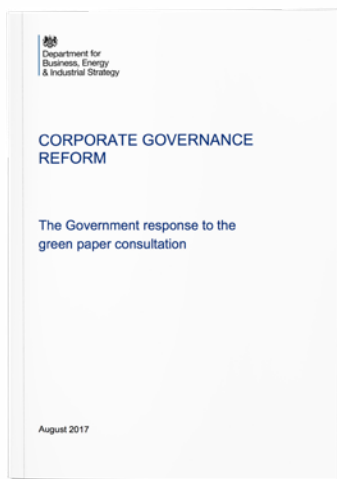 Department for
Business, Energy
& Industrial Strategy
CORPORATE GOVERNANCE
REFORM
The Government response to the
green paper consultation
August 2017